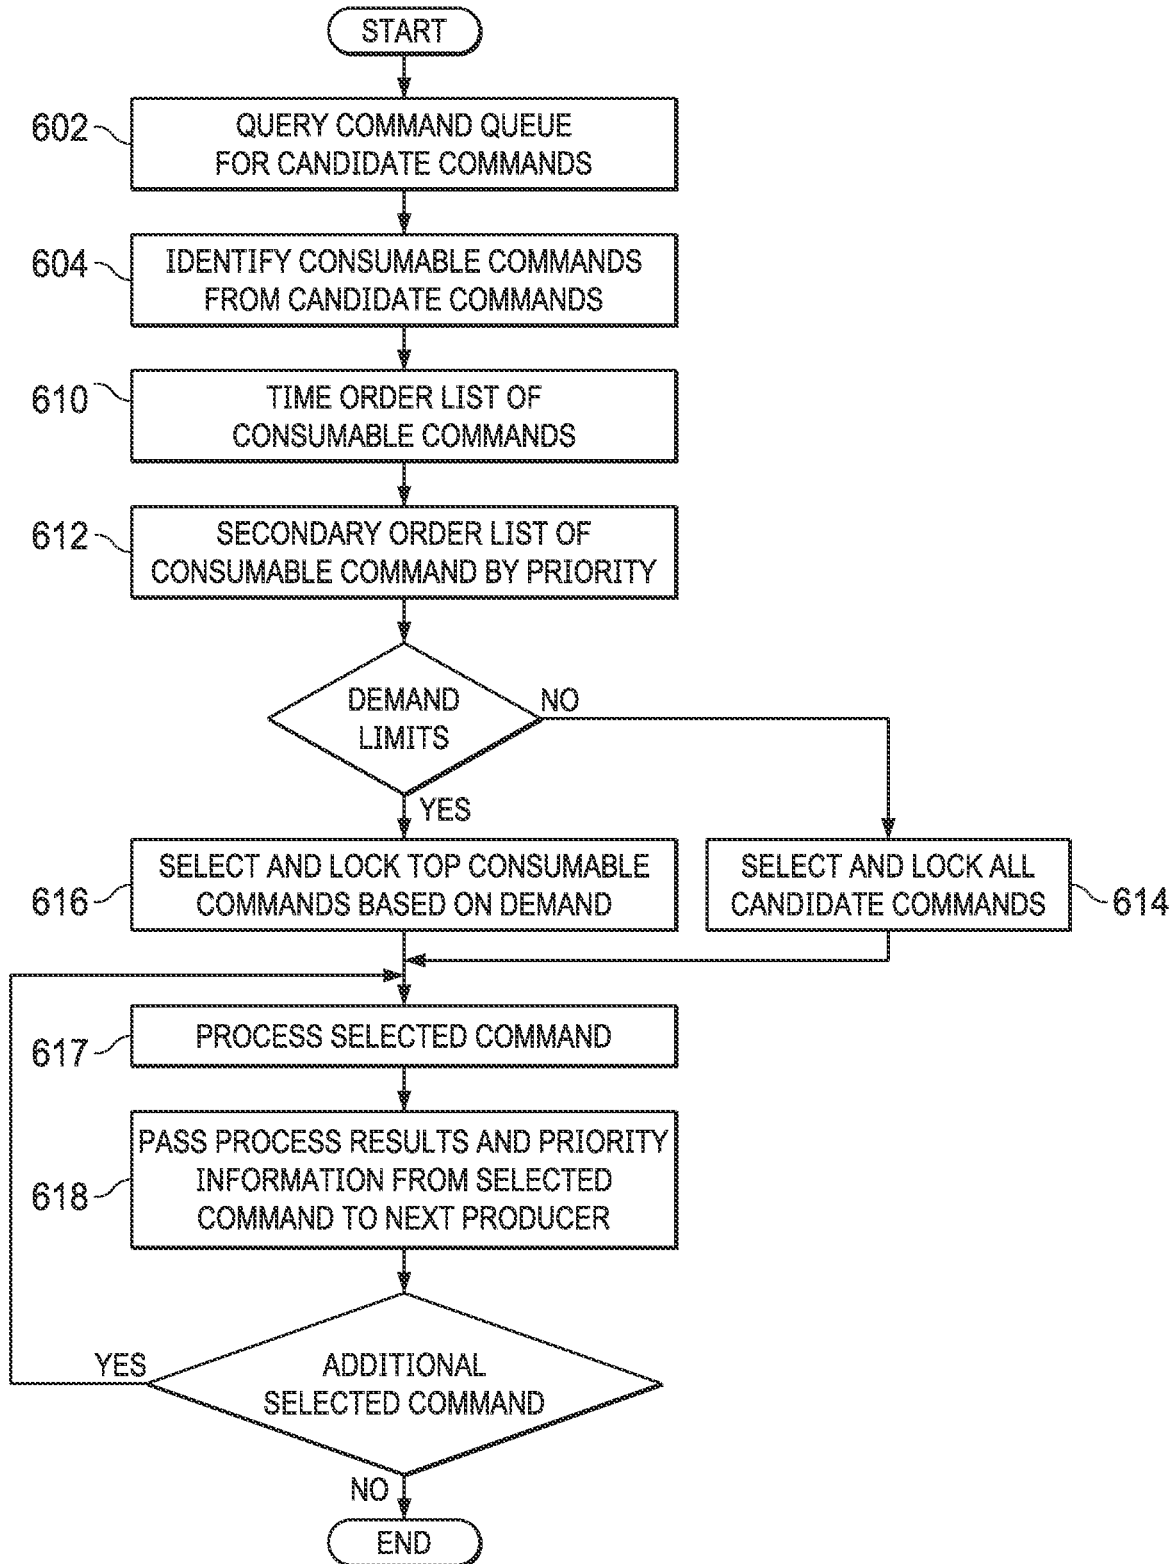 START
602
QUERY COMMAND QUEUE
FOR CANDIDATE COMMANDS
604
IDENTIFY CONSUMABLE COMMANDS
FROM CANDIDATE COMMANDS
610
TIME ORDER LIST OF
CONSUMABLE COMMANDS
612
SECONDARY ORDER LIST OF
CONSUMABLE COMMAND BY PRIORITY
DEMAND
LIMITS
NO
YES
616
SELECT AND LOCK TOP CONSUMABLE
COMMANDS BASED ON DEMAND
SELECT AND LOCK ALL
CANDIDATE COMMANDS
614
617
PROCESS SELECTED COMMAND
618
PASS PROCESS RESULTS AND PRIORITY
INFORMATION FROM SELECTED
COMMAND TO NEXT PRODUCER
YES
ADDITIONAL
SELECTED COMMAND
NO
END